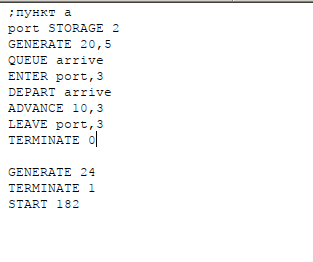 ;пункт а
port STORAGE 2
GENERATE 20,5
QUEUE arrive
ENTER port,3
DEPART arrive
ADVANCE 10,3
LEAVE port,3
TERMINATE 0
GENERATE 24
TERMINATE 1
START 182